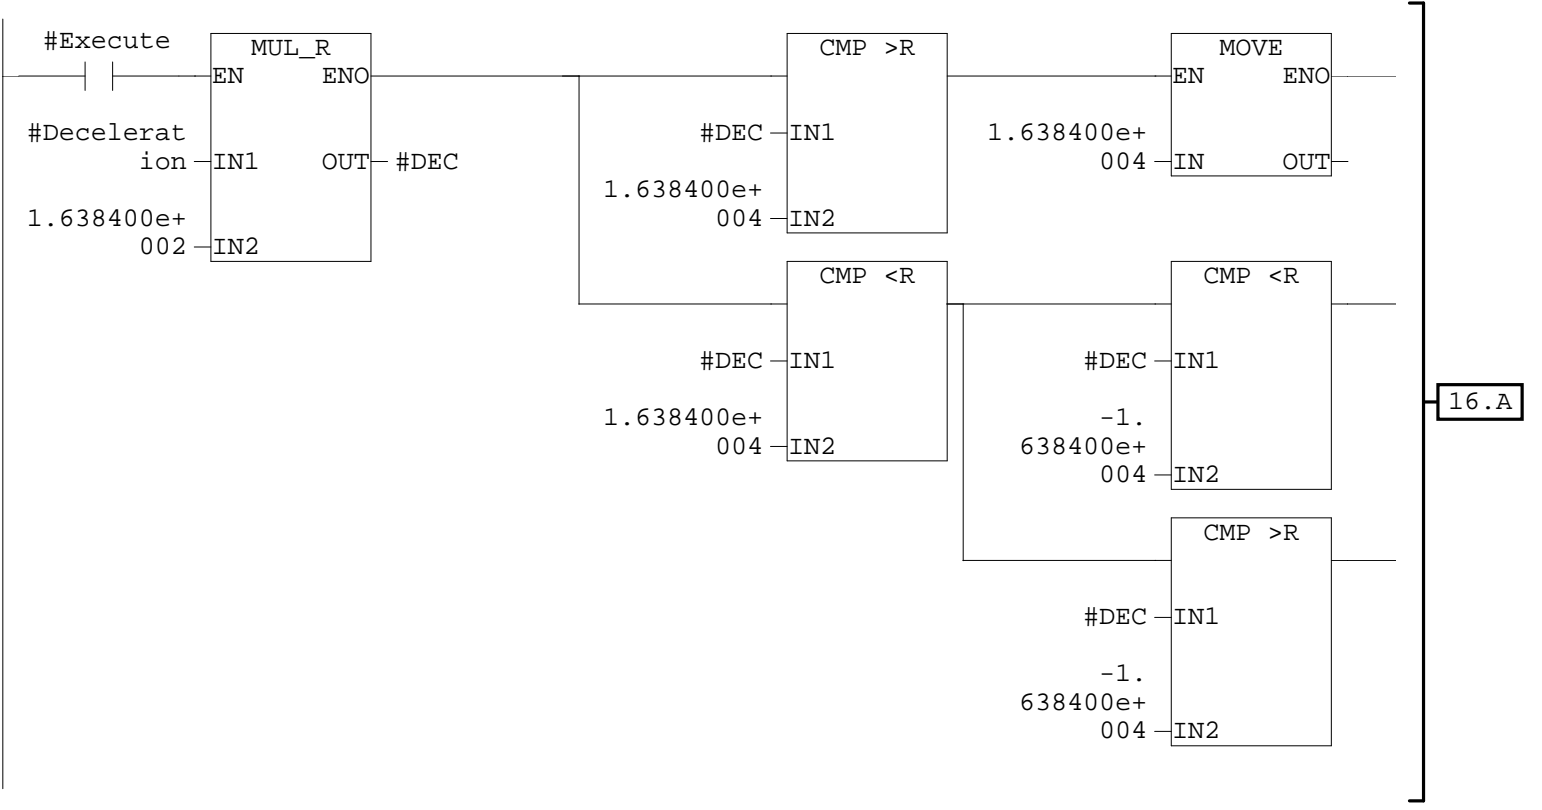 #Execute
MUL_R
EN ENO
#Decelerat
ion IN1 OUT #DEC
1.638400e+
002 IN2
CMP >R
#DEC IN1
1.638400e+
004 IN2
MOVE
EN ENO
1.638400e+
004 IN OUT
CMP <R
#DEC IN1
1.638400e+
004 IN2
CMP <R
#DEC IN1
-1.
638400e+
004 IN2
CMP >R
#DEC IN1
-1.
638400e+
004 IN2
16.A